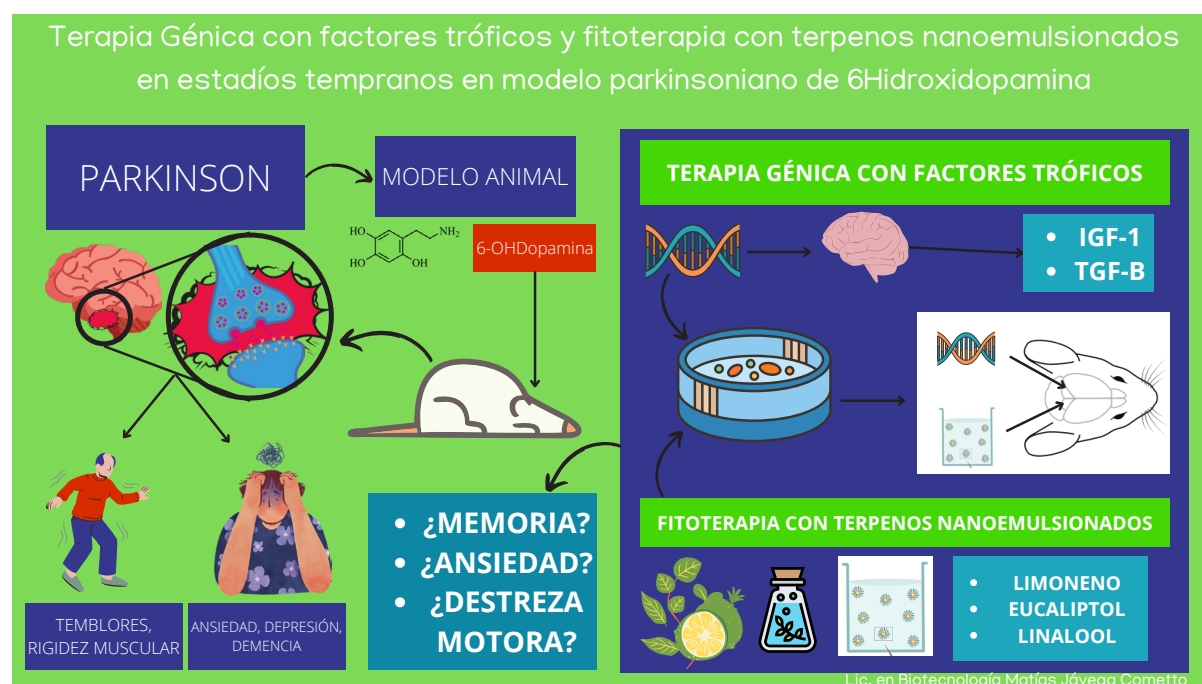 Terapia Génica con factores tróficos y fitoterapia con terpenos nanoemulsionados
en estadíos tempranos en modelo parkinsoniano de 6Hidroxidopamina
PARKINSON
MODELO ANIMAL
HO
NH₂
HO
OH
6-OHDopamina
TEMBLORES,
RIGIDEZ MUSCULAR
ANSIEDAD, DEPRESIÓN,
DEMENCIA
• ¿MEMORIA?
• ¿ANSIEDAD?
• ¿DESTREZA
MOTORA?
TERAPIA GÉNICA CON FACTORES TRÓFICOS
• IGF-1
• TGF-B
FITOTERAPIA CON TERPENOS NANOEMULSIONADOS
• LIMONENO
• EUCALIPTOL
• LINALOOL
Lic. en Biotecnología Matías Jávega Cometto